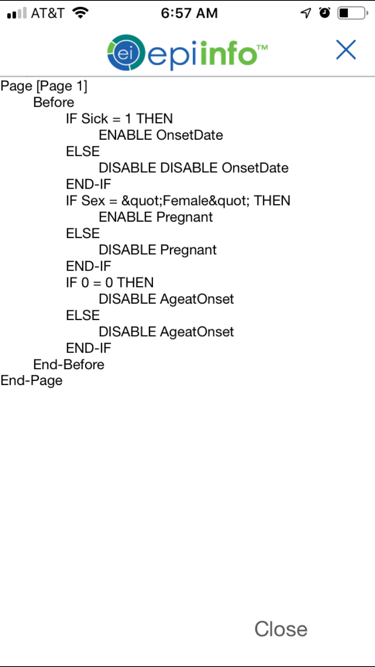 AT&T 6:57 AM
ei epi info™
Page [Page 1]
Before
IF Sick = 1 THEN
ENABLE OnsetDate
ELSE
DISABLE DISABLE OnsetDate
END-IF
IF Sex = &quot;Female&quot; THEN
ENABLE Pregnant
ELSE
DISABLE Pregnant
END-IF
IF 0 = 0 THEN
DISABLE AgeatOnset
ELSE
DISABLE AgeatOnset
END-IF
End-Before
End-Page
Close